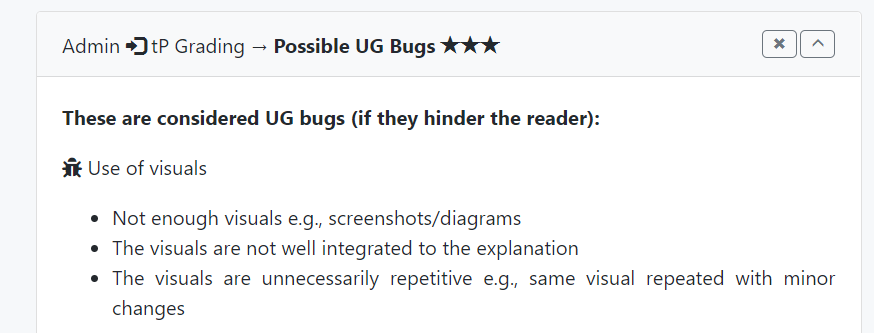 Admin tP Grading → Possible UG Bugs ★★★
These are considered UG bugs (if they hinder the reader):
Use of visuals
• Not enough visuals e.g., screenshots/diagrams
• The visuals are not well integrated to the explanation
• The visuals are unnecessarily repetitive e.g., same visual repeated with minor
changes